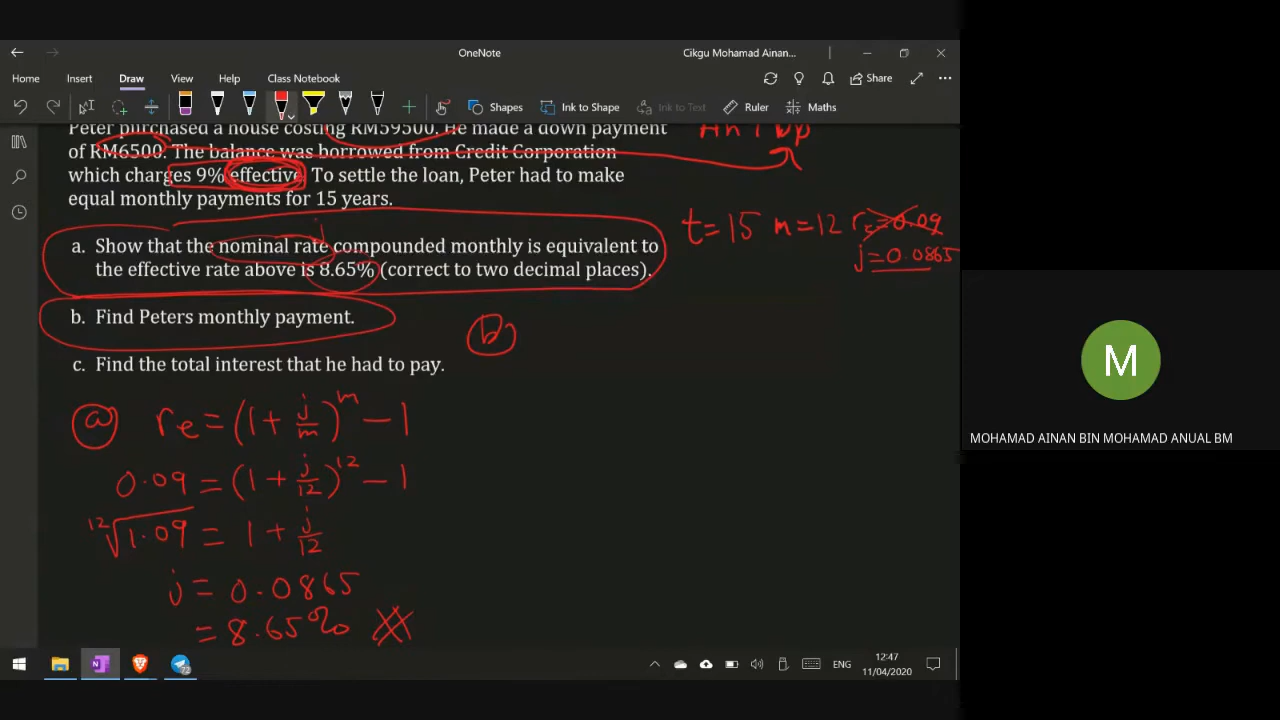 OneNote
Cikgu Mohamad Ainan...
Home Insert Draw View Help Class Notebook
Share
Shapes Ink to Shape Ink to Text Ruler Maths
Peter purchased a house costing RM59500. He made a down payment
of RM6500. The balance was borrowed from Credit Corporation
which charges 9% effective. To settle the loan, Peter had to make
equal monthly payments for 15 years.
t = 15 m = 12 re = 0.09
j = 0.0865
a. Show that the nominal rate compounded monthly is equivalent to
the effective rate above is 8.65% (correct to two decimal places).
b. Find Peters monthly payment.
b
c. Find the total interest that he had to pay.
a re = (1 + j/m)^m − 1
0.09 = (1 + j/12)^12 − 1
12√1.09 = 1 + j/12
j = 0.0865
= 8.65%
M
MOHAMAD AINAN BIN MOHAMAD ANUAL BM
72
ENG
12:47
11/04/2020